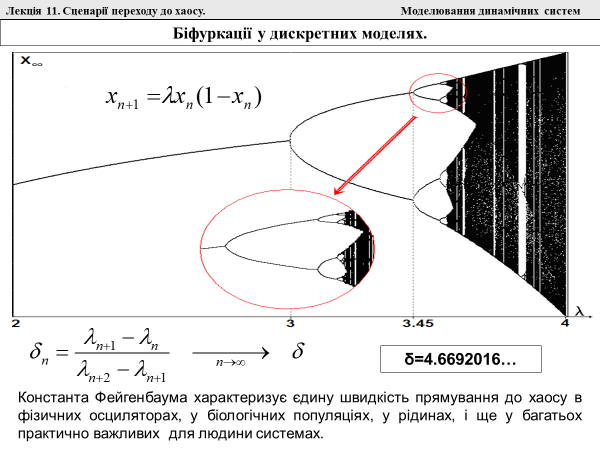 Лекція 11. Сценарії переходу до хаосу. Моделювання динамічних систем
Біфуркації у дискретних моделях.
x∞
xₙ₊₁ = λxₙ(1−xₙ)
2 3 3.45 4 λ
δₙ = (λₙ₊₁ − λₙ) / (λₙ₊₂ − λₙ₊₁) n→∞ δ
δ=4.6692016…
Константа Фейгенбаума характеризує єдину швидкість прямування до хаосу в
фізичних осциляторах, у біологічних популяціях, у рідинах, і ще у багатьох
практично важливих для людини системах.